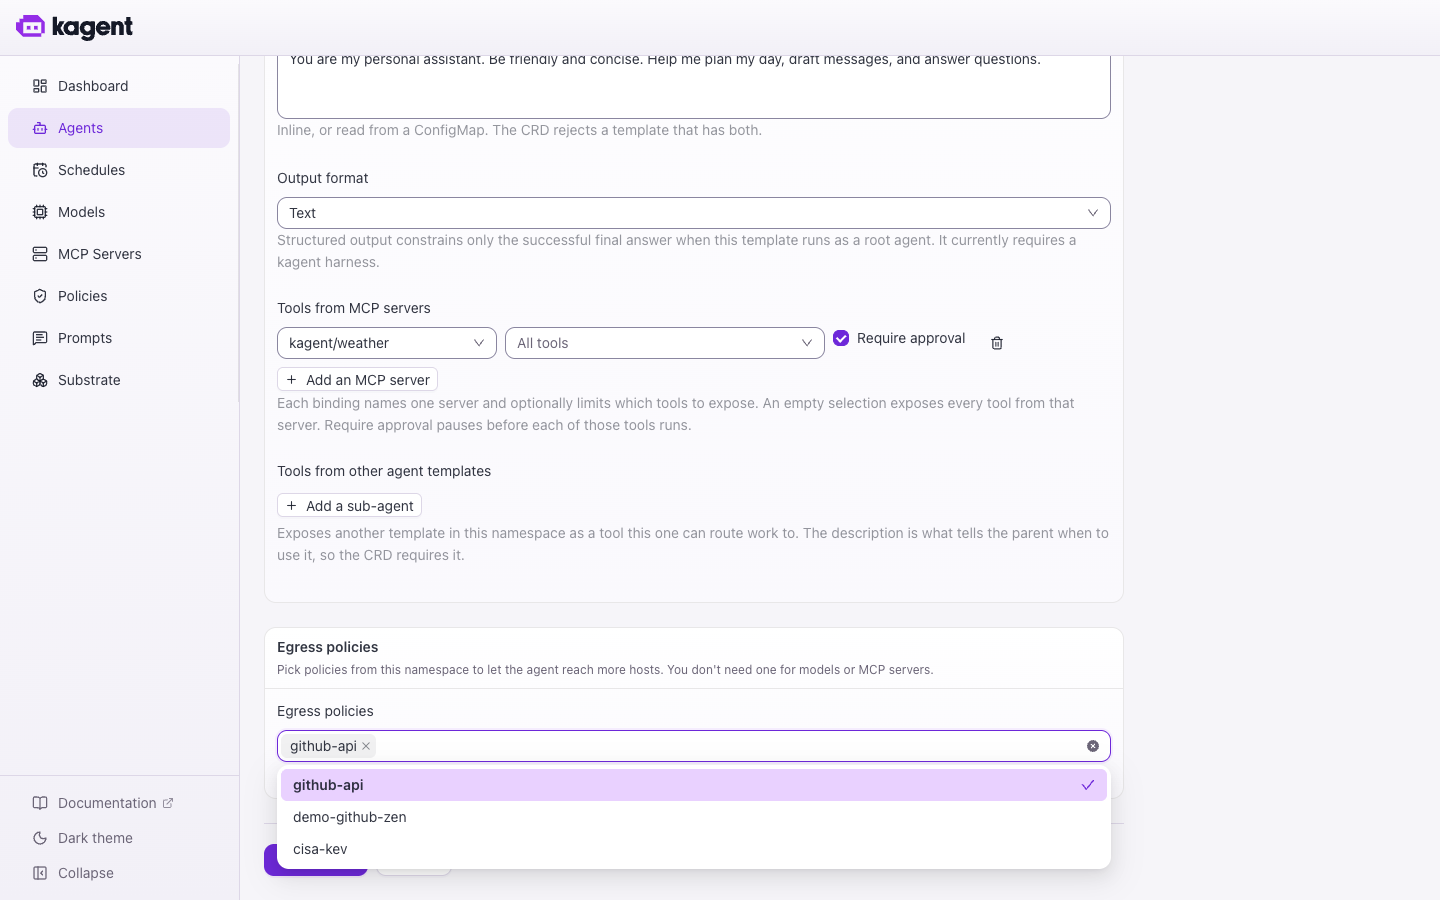 kagent
Dashboard
Agents
Schedules
Models
MCP Servers
Policies
Prompts
Substrate
Documentation
Dark theme
Collapse
You are my personal assistant. Be friendly and concise. Help me plan my day, draft messages, and answer questions.
Inline, or read from a ConfigMap. The CRD rejects a template that has both.
Output format
Text
Structured output constrains only the successful final answer when this template runs as a root agent. It currently requires a
kagent harness.
Tools from MCP servers
kagent/weather
All tools
Require approval
+ Add an MCP server
Each binding names one server and optionally limits which tools to expose. An empty selection exposes every tool from that
server. Require approval pauses before each of those tools runs.
Tools from other agent templates
+ Add a sub-agent
Exposes another template in this namespace as a tool this one can route work to. The description is what tells the parent when to
use it, so the CRD requires it.
Egress policies
Pick policies from this namespace to let the agent reach more hosts. You don't need one for models or MCP servers.
Egress policies
github-api
github-api
demo-github-zen
cisa-kev